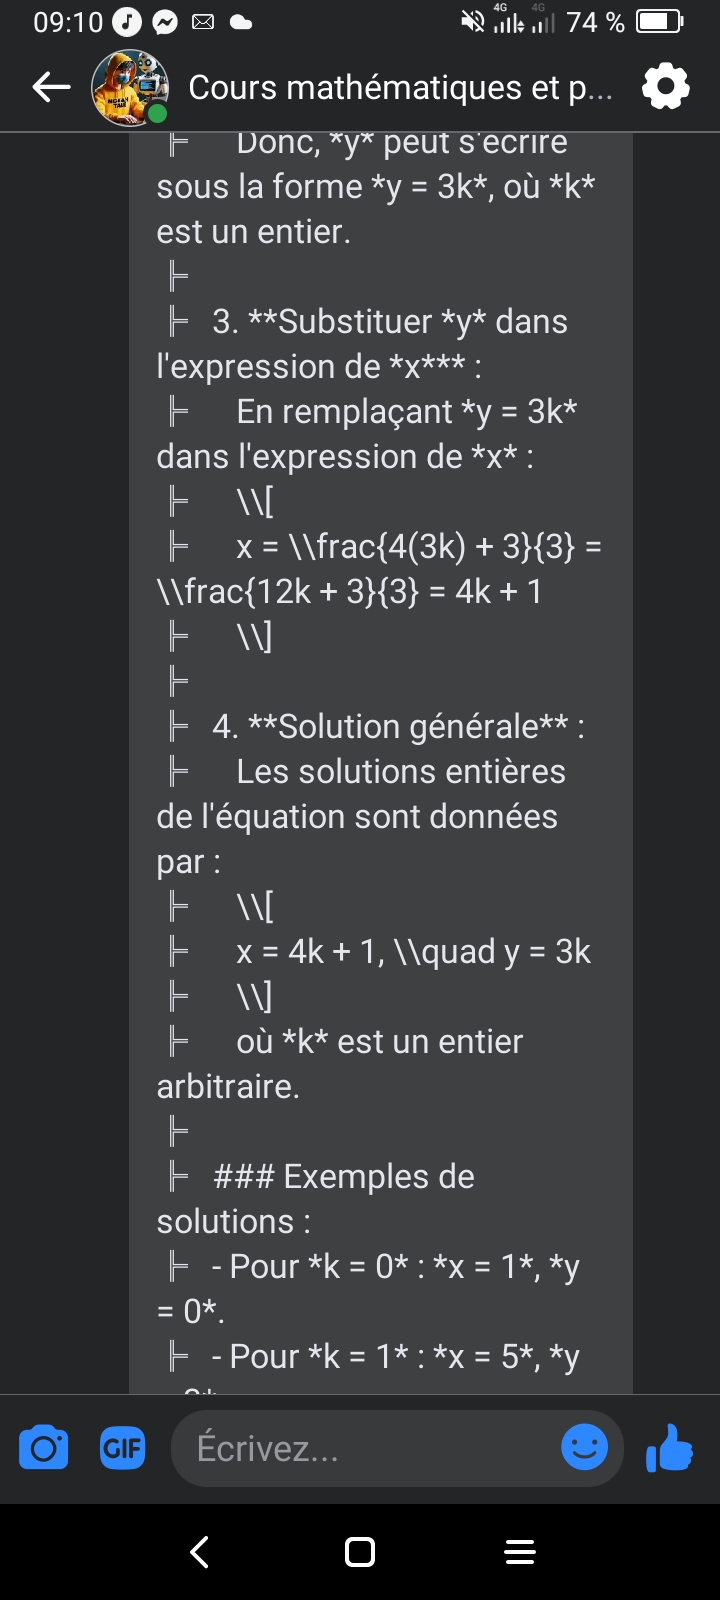 09:10
4G 4G 74 %
Cours mathématiques et p...
╠ Donc, *y* peut s'écrire
sous la forme *y = 3k*, où *k*
est un entier.
╠
╠ 3. **Substituer *y* dans
l'expression de *x*** :
╠ En remplaçant *y = 3k*
dans l'expression de *x* :
╠ \\[
╠ x = \\frac{4(3k) + 3}{3} =
\\frac{12k + 3}{3} = 4k + 1
╠ \\]
╠
╠ 4. **Solution générale** :
╠ Les solutions entières
de l'équation sont données
par :
╠ \\[
╠ x = 4k + 1, \\quad y = 3k
╠ \\]
╠ où *k* est un entier
arbitraire.
╠
╠ ### Exemples de
solutions :
╠ - Pour *k = 0* : *x = 1*, *y
= 0*.
╠ - Pour *k = 1* : *x = 5*, *y
GIF
Écrivez...